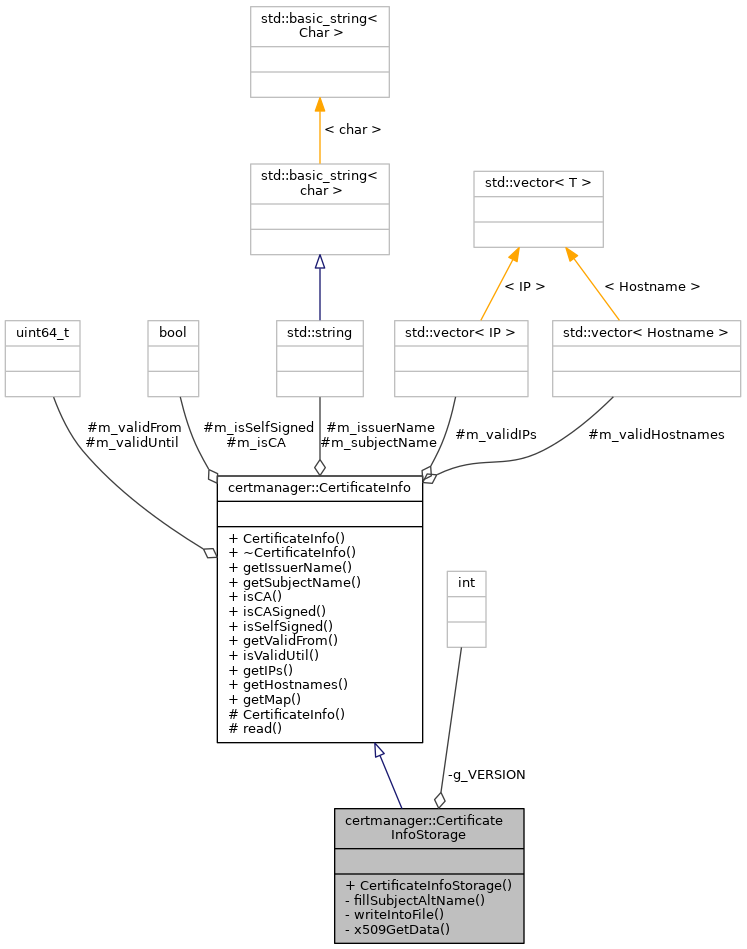 std::basic_string<
Char >
< char >
std::basic_string<
char >
std::vector< T >
< IP >
< Hostname >
uint64_t
bool
std::string
std::vector< IP >
std::vector< Hostname >
#m_validFrom
#m_validUntil
#m_isSelfSigned
#m_isCA
#m_issuerName
#m_subjectName
#m_validIPs
#m_validHostnames
certmanager::CertificateInfo
+ CertificateInfo()
+ ~CertificateInfo()
+ getIssuerName()
+ getSubjectName()
+ isCA()
+ isCASigned()
+ isSelfSigned()
+ getValidFrom()
+ isValidUtil()
+ getIPs()
+ getHostnames()
+ getMap()
# CertificateInfo()
# read()
int
-g_VERSION
certmanager::Certificate
InfoStorage
+ CertificateInfoStorage()
- fillSubjectAltName()
- writeIntoFile()
- x509GetData()